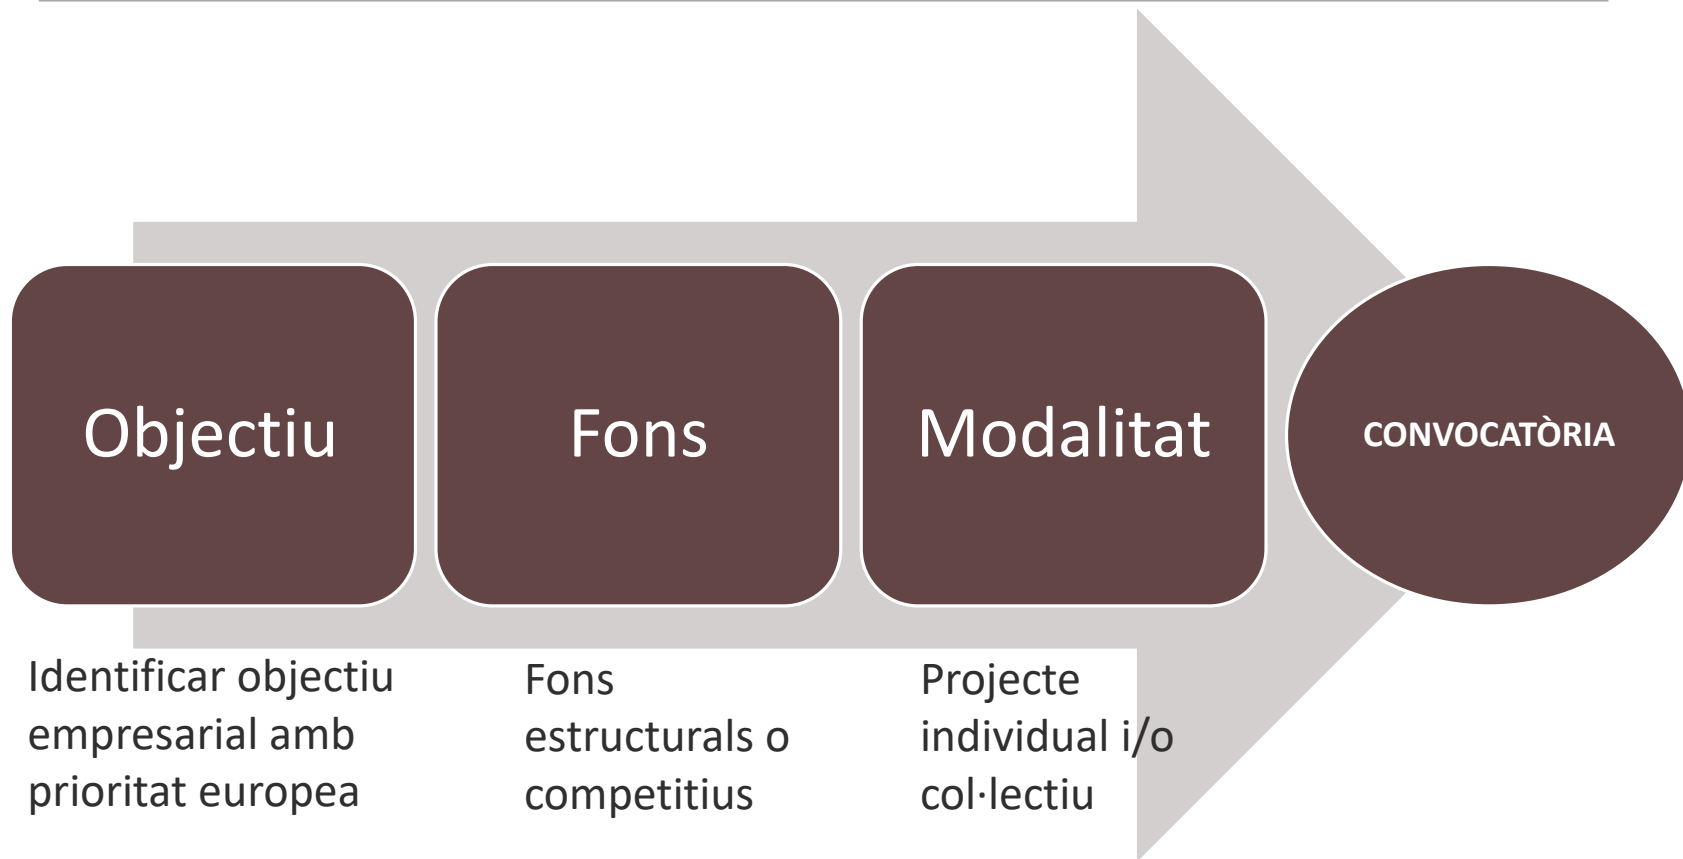 Objectiu
Fons
Modalitat
CONVOCATÒRIA
Identificar objectiu
empresarial amb
prioritat europea
Fons
estructurals o
competitius
Projecte
individual i/o
col·lectiu